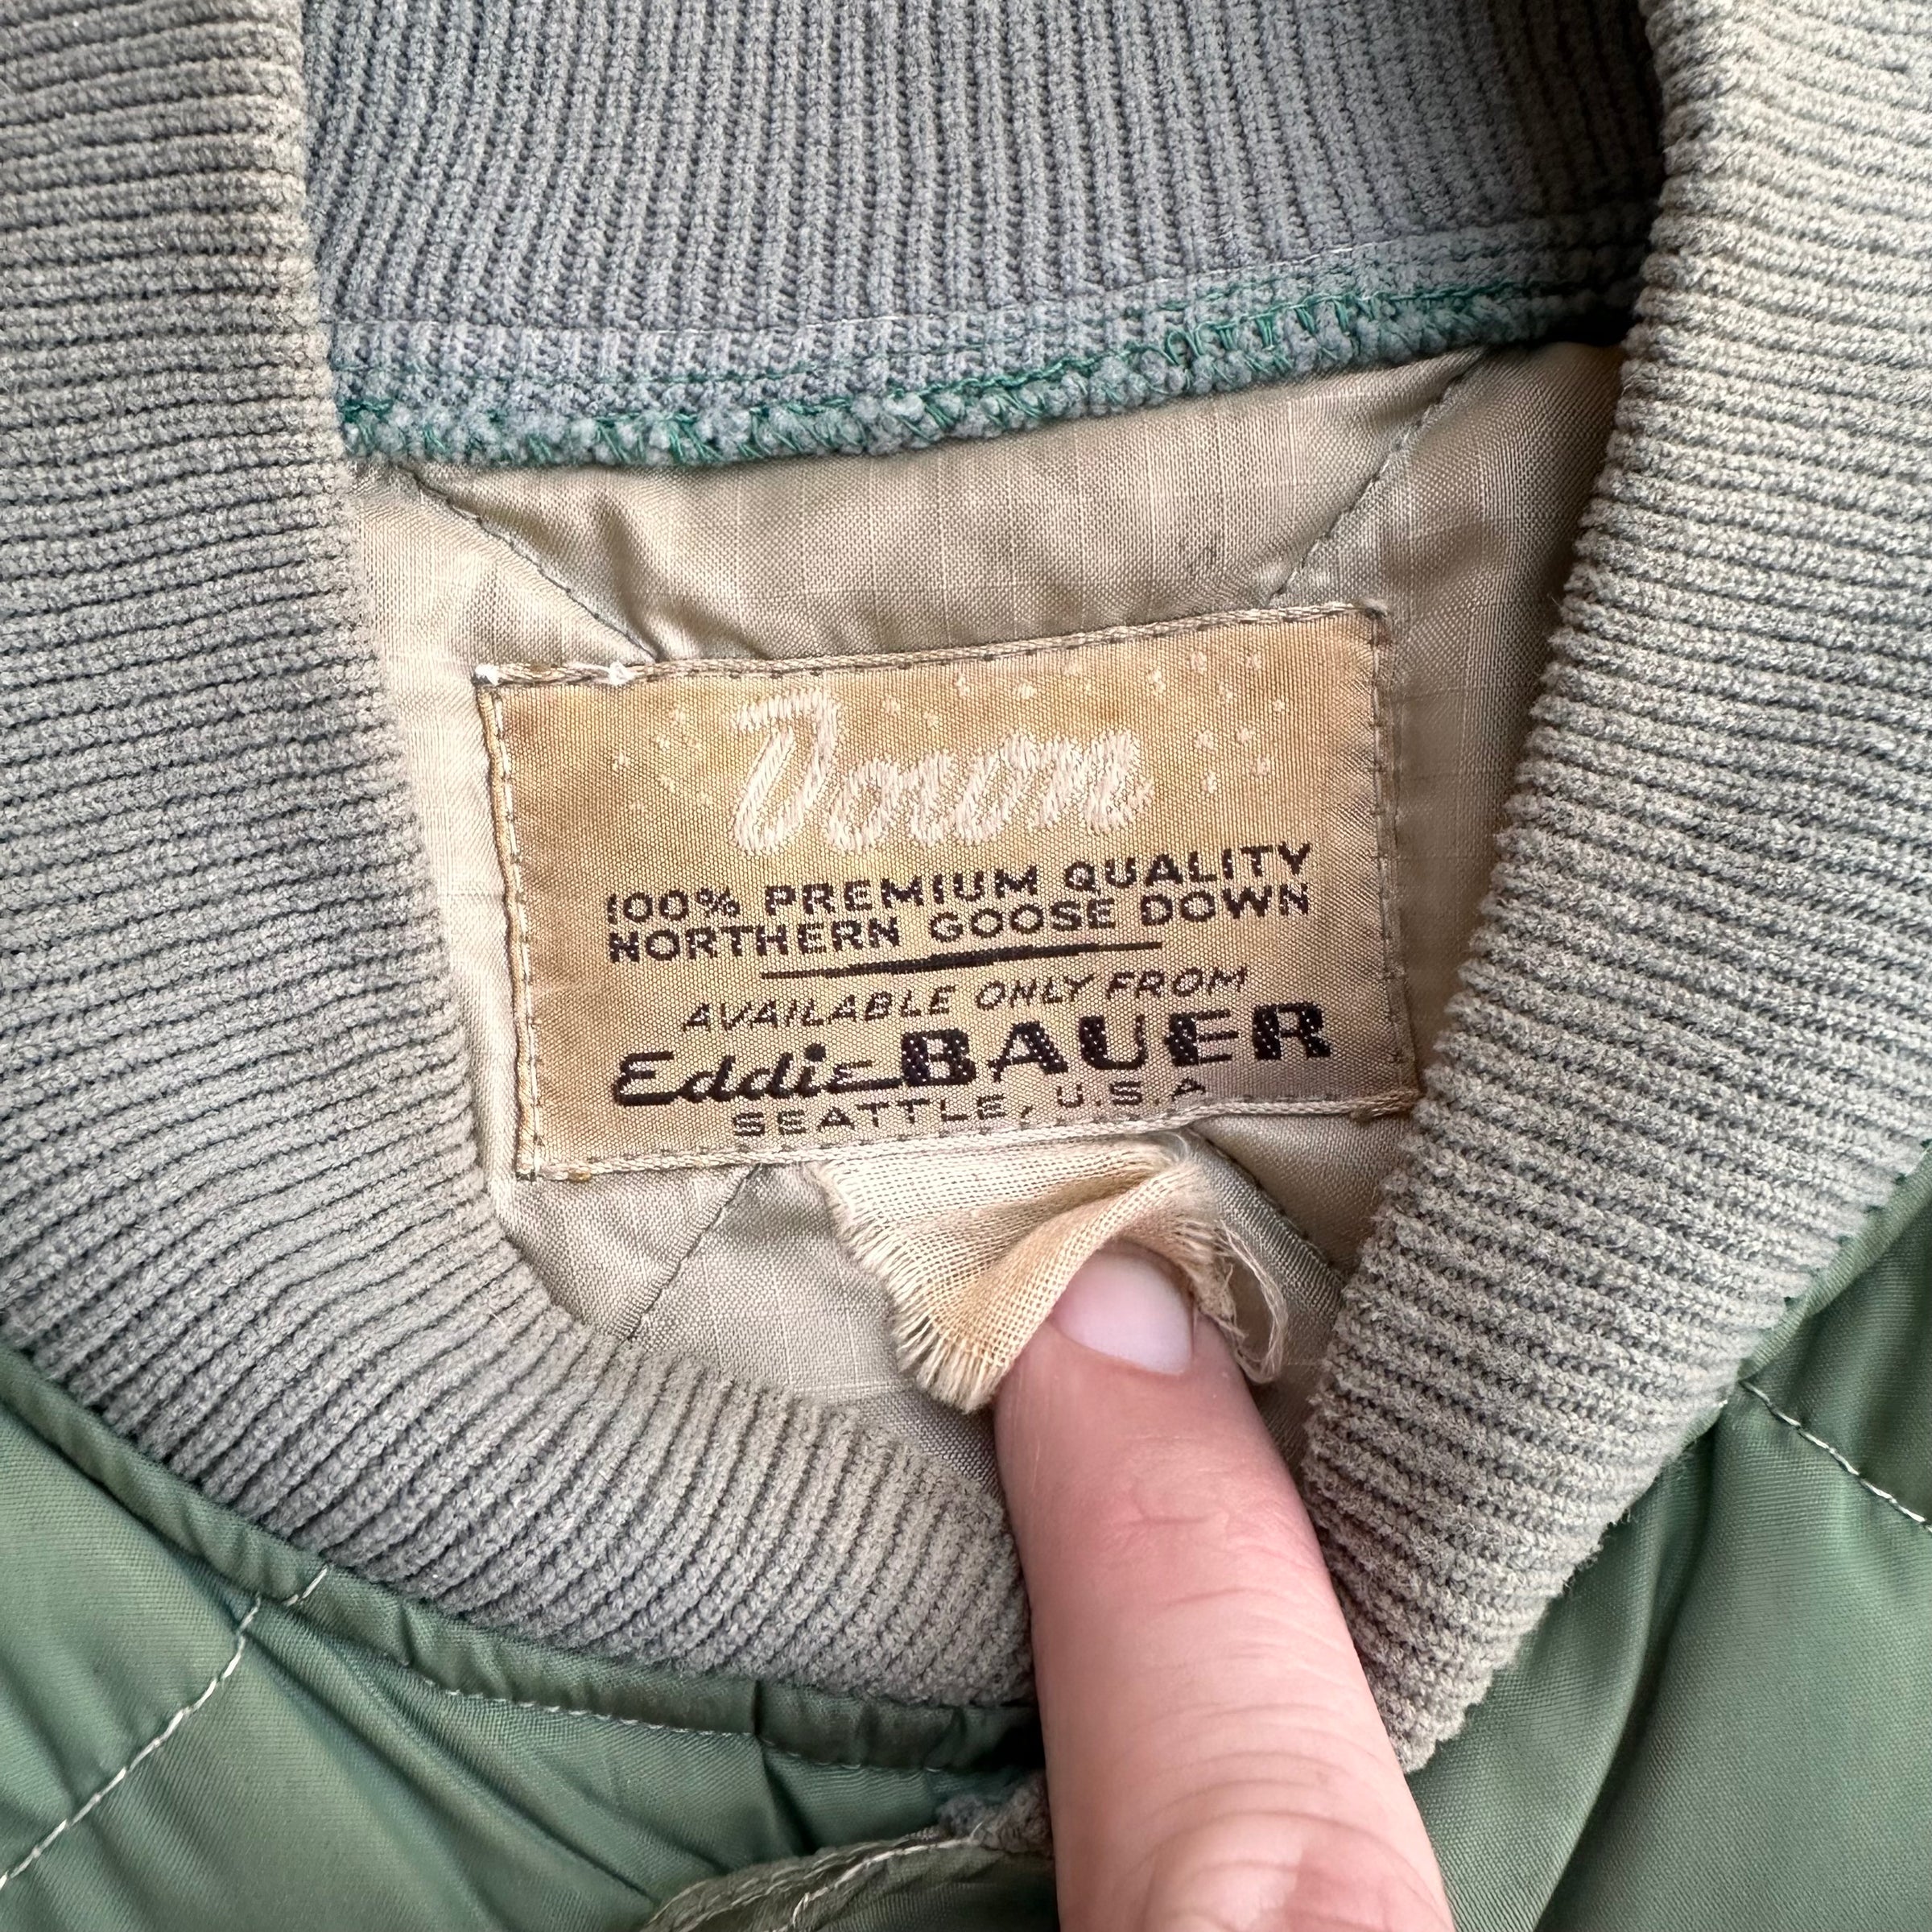 Down
100% PREMIUM QUALITY
NORTHERN GOOSE DOWN
AVAILABLE ONLY FROM
Eddie BAUER
SEATTLE, U.S.A